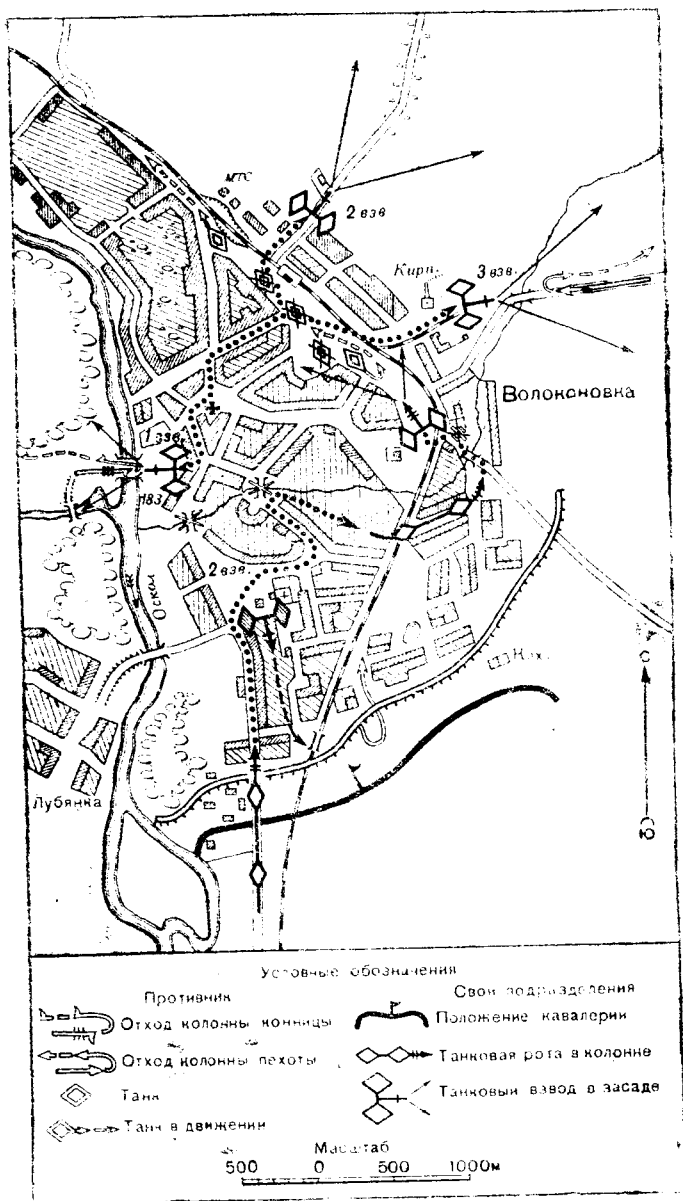 МТС
2 взв.
Кирп.
3 взв.
Волоконовка
1 взв.
2 взв.
Оскол
С
Лубянка
Ю
Условные обозначения
Противник
Отход колонны конницы
Отход колонны пехоты
Танк
Танк в движении
Свои подразделения
Положение кавалерии
Танковая рота в колонне
Танковый взвод в засаде
Масштаб
500 0 500 1000м